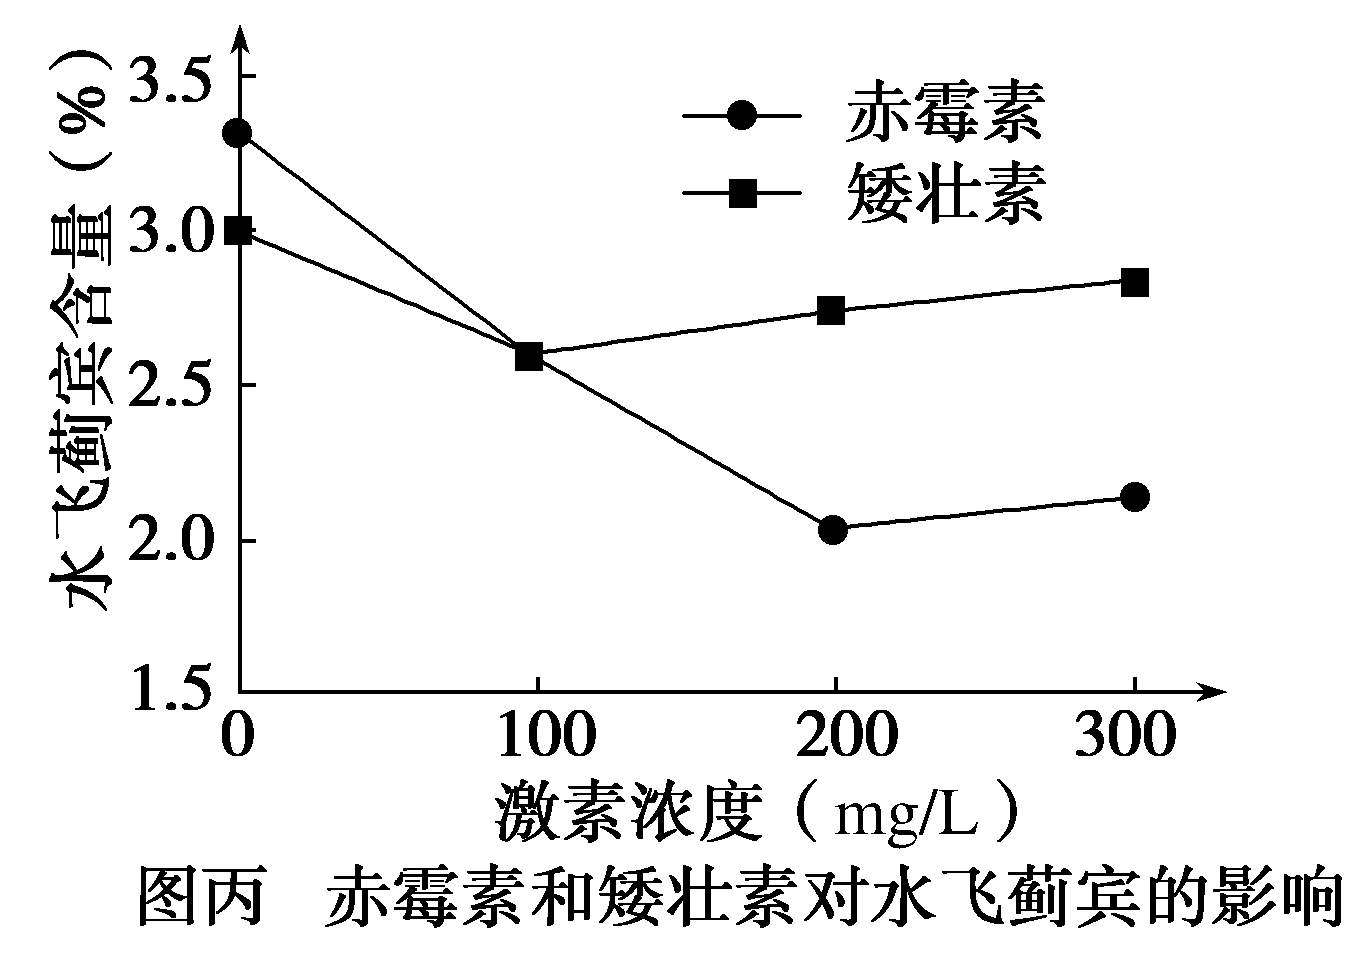 水飞蓟宾含量（%）
3.5
3.0
2.5
2.0
1.5
赤霉素
矮壮素
0 100 200 300
激素浓度（mg/L）
图丙 赤霉素和矮壮素对水飞蓟宾的影响